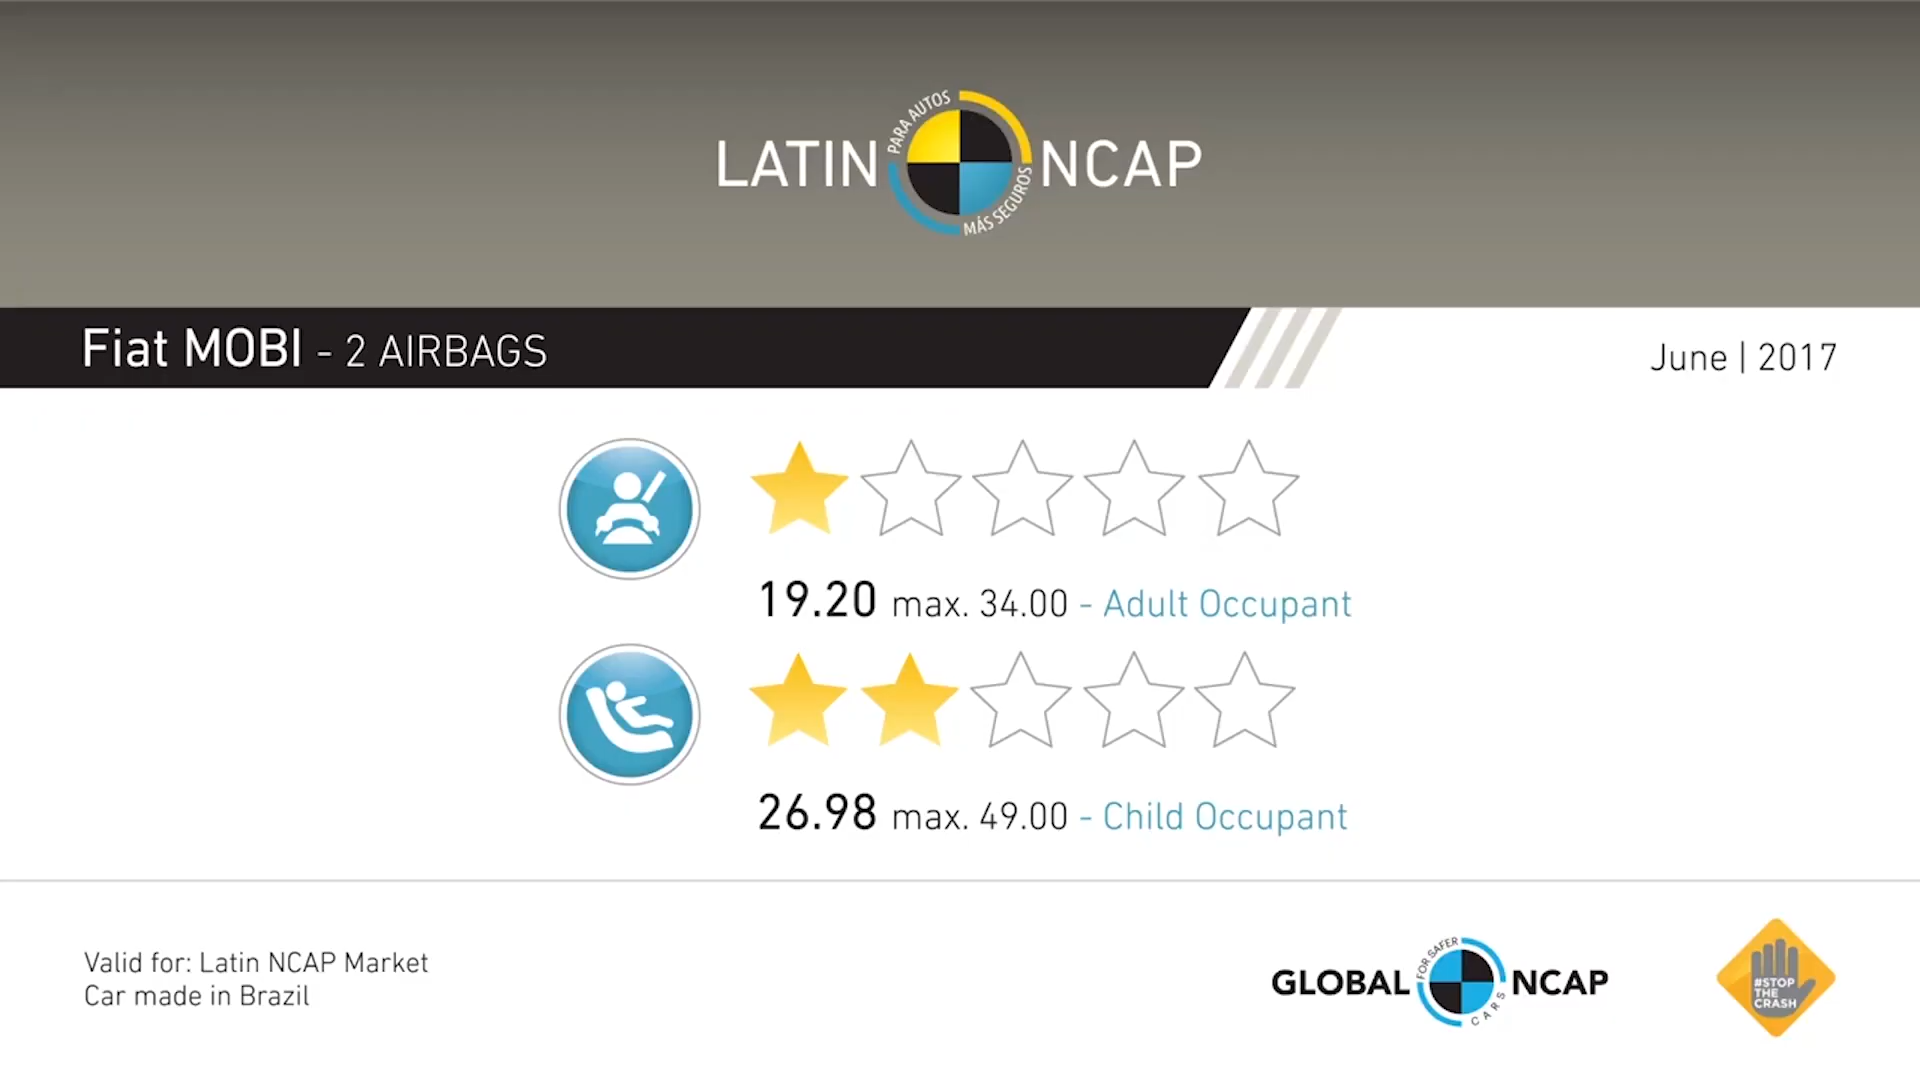 LATIN NCAP
PARA AUTOS
MÁS SEGUROS
Fiat MOBI - 2 AIRBAGS
June | 2017
19.20 max. 34.00 - Adult Occupant
26.98 max. 49.00 - Child Occupant
Valid for: Latin NCAP Market
Car made in Brazil
GLOBAL NCAP
FOR SAFER
CARS
#STOP
THE
CRASH